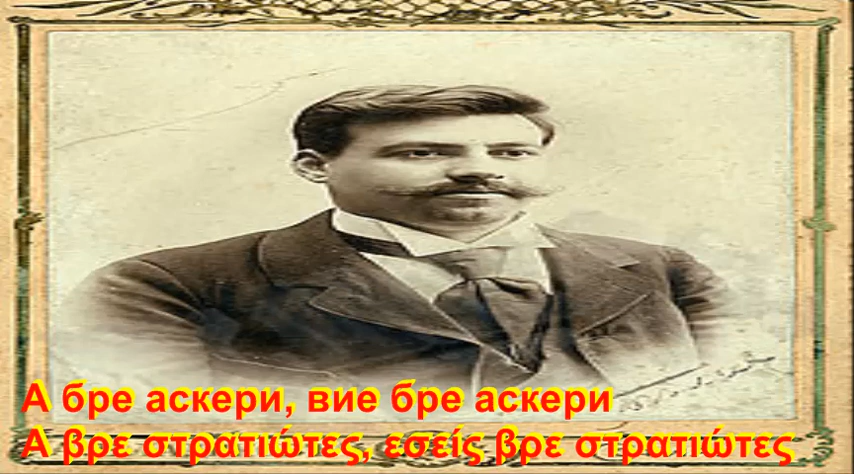 А бре аскери, вие бре аскери
Α βρε στρατιώτες, εσείς βρε στρατιώτες